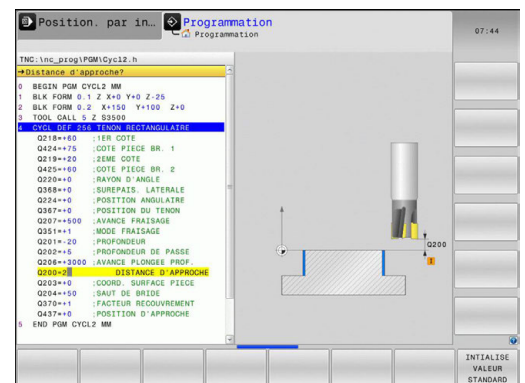 Position. par in...
Programmation
Programmation
07:44
TNC:\nc_prog\PGM\Cycl2.h
→Distance d'approche?
0 BEGIN PGM CYCL2 MM
1 BLK FORM 0.1 Z X+0 Y+0 Z-25
2 BLK FORM 0.2 X+150 Y+100 Z+0
3 TOOL CALL 5 Z S3500
4 CYCL DEF 256 TENON RECTANGULAIRE
Q218=+60 ;1ER COTE
Q424=+75 ;COTE PIECE BR. 1
Q219=+20 ;2EME COTE
Q425=+60 ;COTE PIECE BR. 2
Q220=+0 ;RAYON D'ANGLE
Q368=+0 ;SUREPAIS. LATERALE
Q224=+0 ;POSITION ANGULAIRE
Q367=+0 ;POSITION DU TENON
Q207=+500 ;AVANCE FRAISAGE
Q351=+1 ;MODE FRAISAGE
Q201=-20 ;PROFONDEUR
Q202=+5 ;PROFONDEUR DE PASSE
Q206=+3000 ;AVANCE PLONGEE PROF.
Q200=2 DISTANCE D'APPROCHE
Q203=+0 ;COORD. SURFACE PIECE
Q204=+50 ;SAUT DE BRIDE
Q370=+1 ;FACTEUR RECOUVREMENT
Q437=+0 ;POSITION D'APPROCHE
5 END PGM CYCL2 MM
Q200
I
INTIALISE
VALEUR
STANDARD